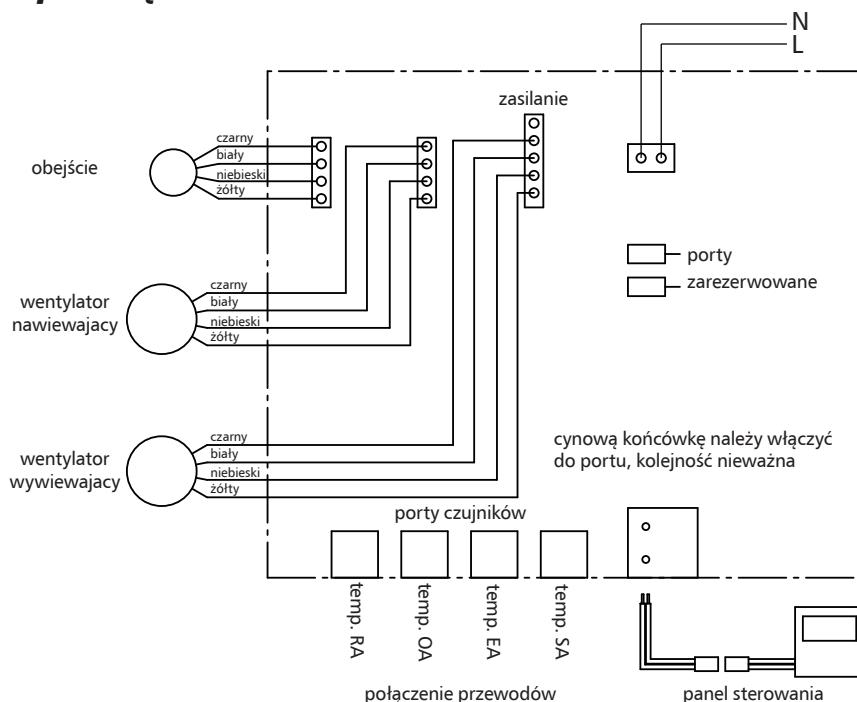 N
L
zasilanie
obejście
czarny
biały
niebieski
żółty
porty
zarezerwowane
wentylator
nawiewajacy
czarny
biały
niebieski
żółty
wentylator
wywiewajacy
czarny
biały
niebieski
żółty
cynową końcówkę należy włączyć
do portu, kolejność nieważna
porty czujników
temp. RA
temp. OA
temp. EA
temp. SA
połączenie przewodów
panel sterowania